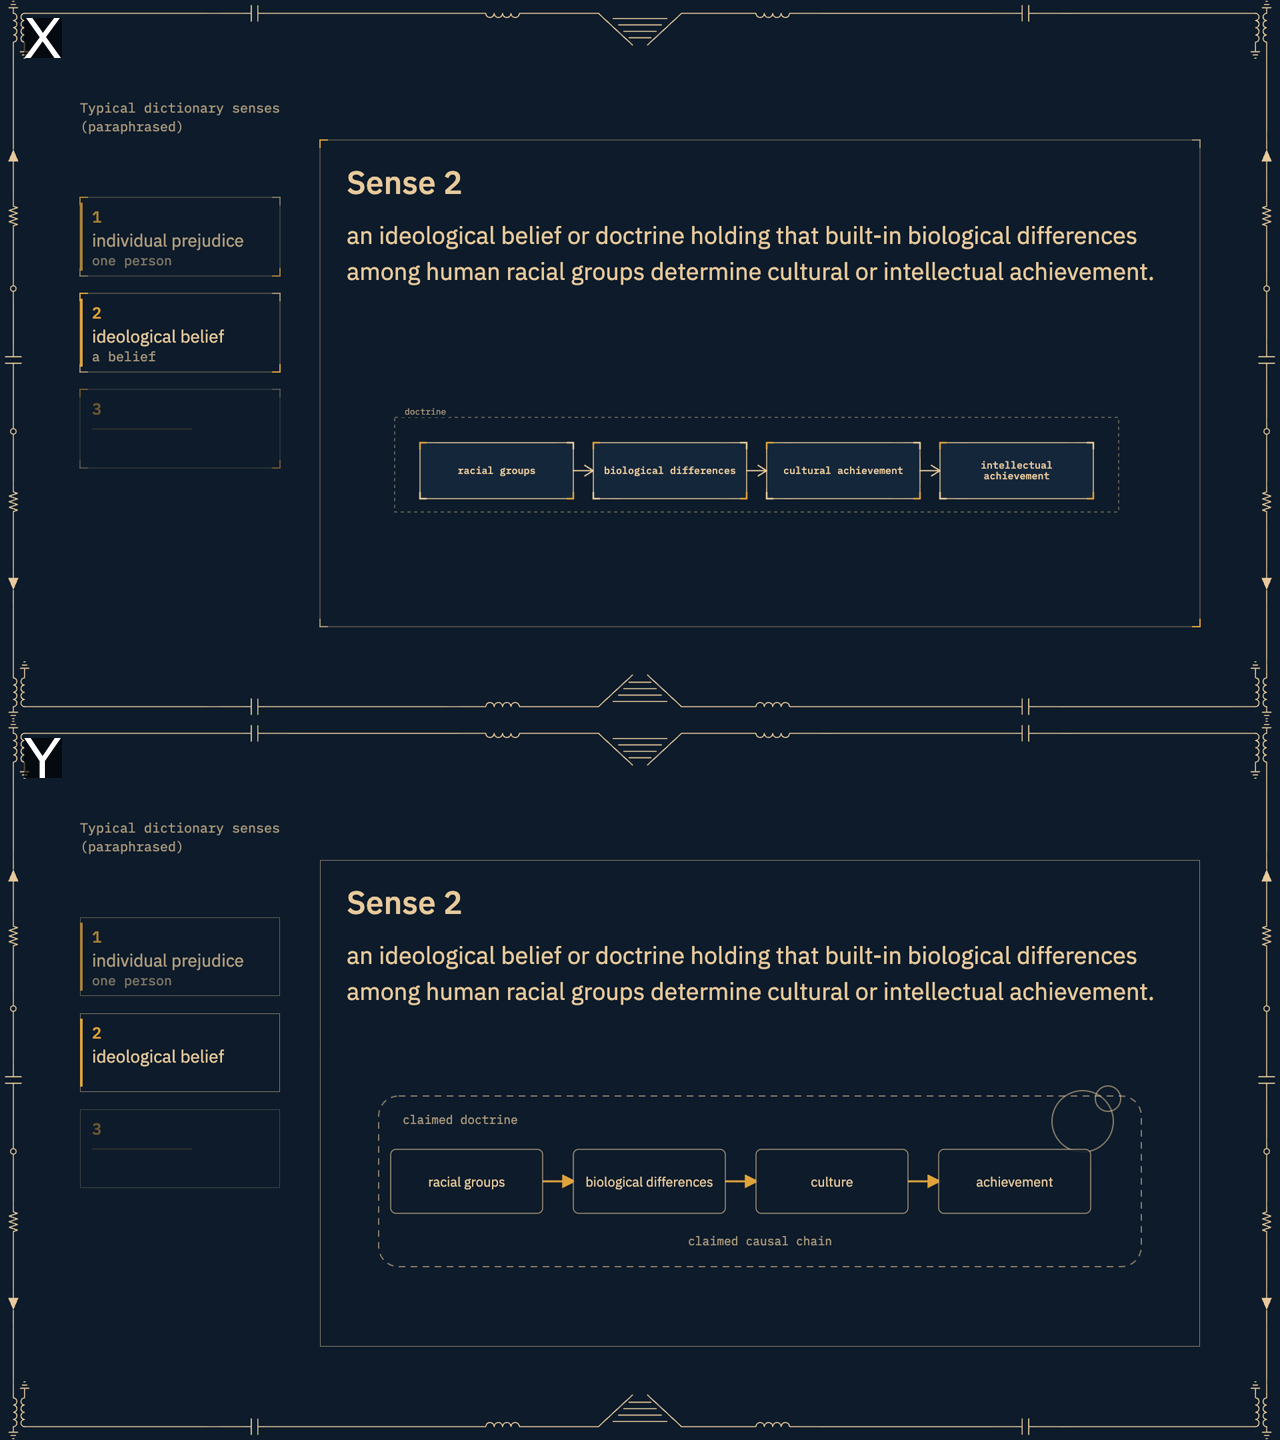 X
Typical dictionary senses
(paraphrased)
1
individual prejudice
one person
2
ideological belief
a belief
3
Sense 2
an ideological belief or doctrine holding that built-in biological differences
among human racial groups determine cultural or intellectual achievement.
doctrine
racial groups
biological differences
cultural achievement
intellectual
achievement
Y
Typical dictionary senses
(paraphrased)
1
individual prejudice
one person
2
ideological belief
3
Sense 2
an ideological belief or doctrine holding that built-in biological differences
among human racial groups determine cultural or intellectual achievement.
claimed doctrine
racial groups
biological differences
culture
achievement
claimed causal chain